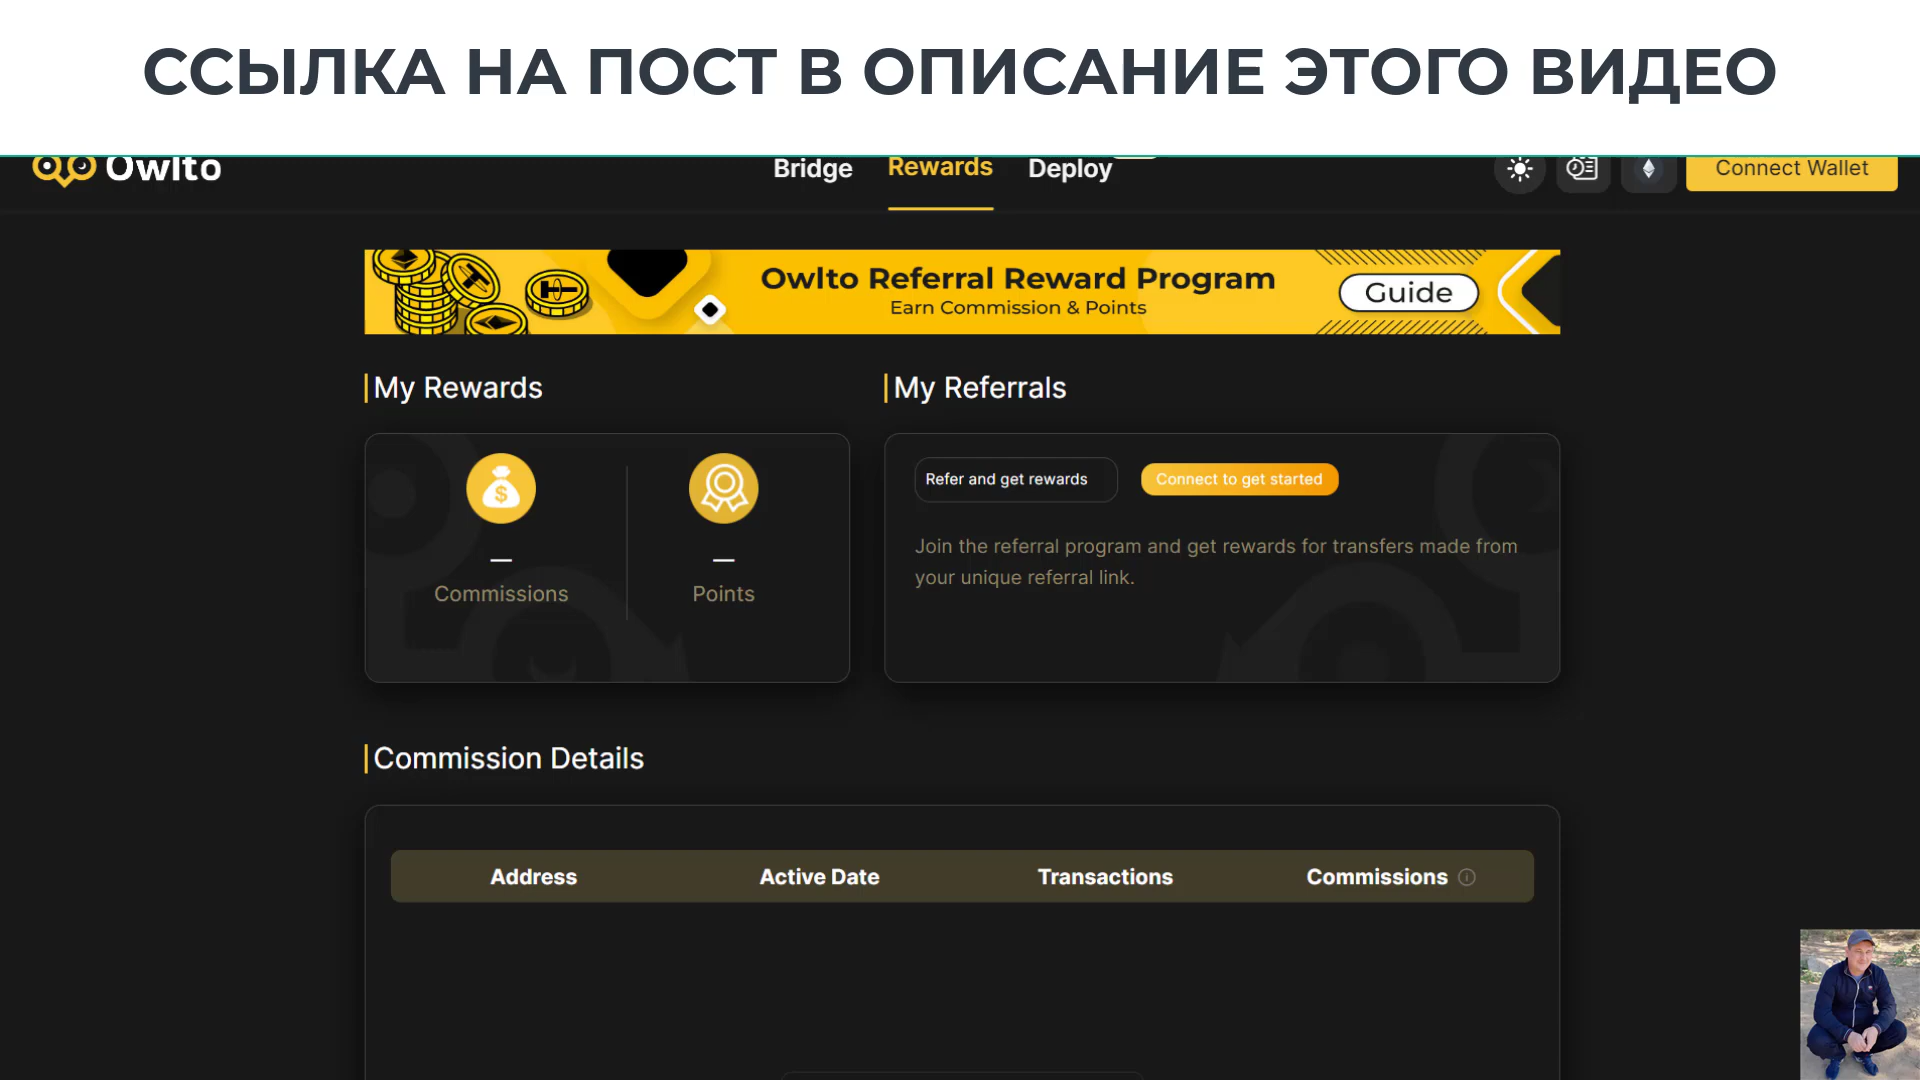 ССЫЛКА НА ПОСТ В ОПИСАНИЕ ЭТОГО ВИДЕО
Owlto
Bridge
Rewards
Deploy
Connect Wallet
Owlto Referral Reward Program
Earn Commission & Points
Guide
My Rewards
My Referrals
Refer and get rewards
Connect to get started
Join the referral program and get rewards for transfers made from
your unique referral link.
—
Commissions
—
Points
Commission Details
Address
Active Date
Transactions
Commissions